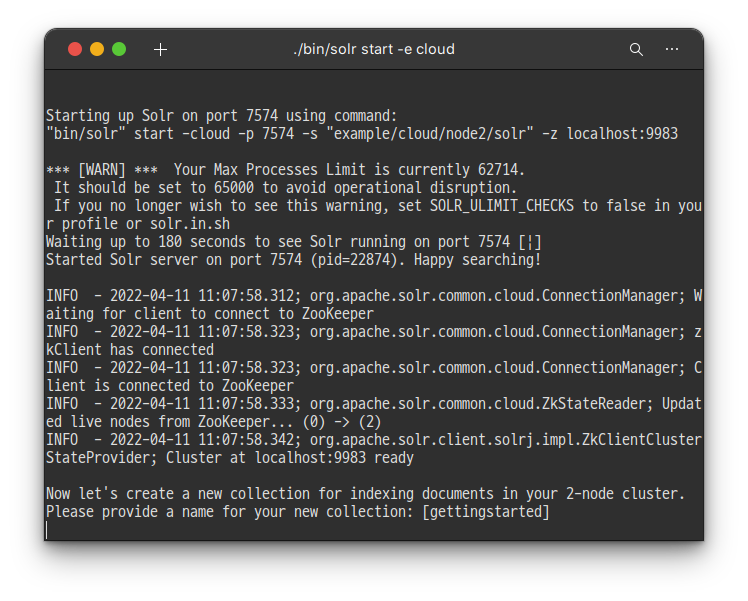 ./bin/solr start -e cloud
Starting up Solr on port 7574 using command:
"bin/solr" start -cloud -p 7574 -s "example/cloud/node2/solr" -z localhost:9983
*** [WARN] ***  Your Max Processes Limit is currently 62714.
 It should be set to 65000 to avoid operational disruption.
 If you no longer wish to see this warning, set SOLR_ULIMIT_CHECKS to false in you
r profile or solr.in.sh
Waiting up to 180 seconds to see Solr running on port 7574 [¦]
Started Solr server on port 7574 (pid=22874). Happy searching!
INFO  - 2022-04-11 11:07:58.312; org.apache.solr.common.cloud.ConnectionManager; W
aiting for client to connect to ZooKeeper
INFO  - 2022-04-11 11:07:58.323; org.apache.solr.common.cloud.ConnectionManager; z
kClient has connected
INFO  - 2022-04-11 11:07:58.323; org.apache.solr.common.cloud.ConnectionManager; C
lient is connected to ZooKeeper
INFO  - 2022-04-11 11:07:58.333; org.apache.solr.common.cloud.ZkStateReader; Updat
ed live nodes from ZooKeeper... (0) -> (2)
INFO  - 2022-04-11 11:07:58.342; org.apache.solr.client.solrj.impl.ZkClientCluster
StateProvider; Cluster at localhost:9983 ready
Now let's create a new collection for indexing documents in your 2-node cluster.
Please provide a name for your new collection: [gettingstarted]